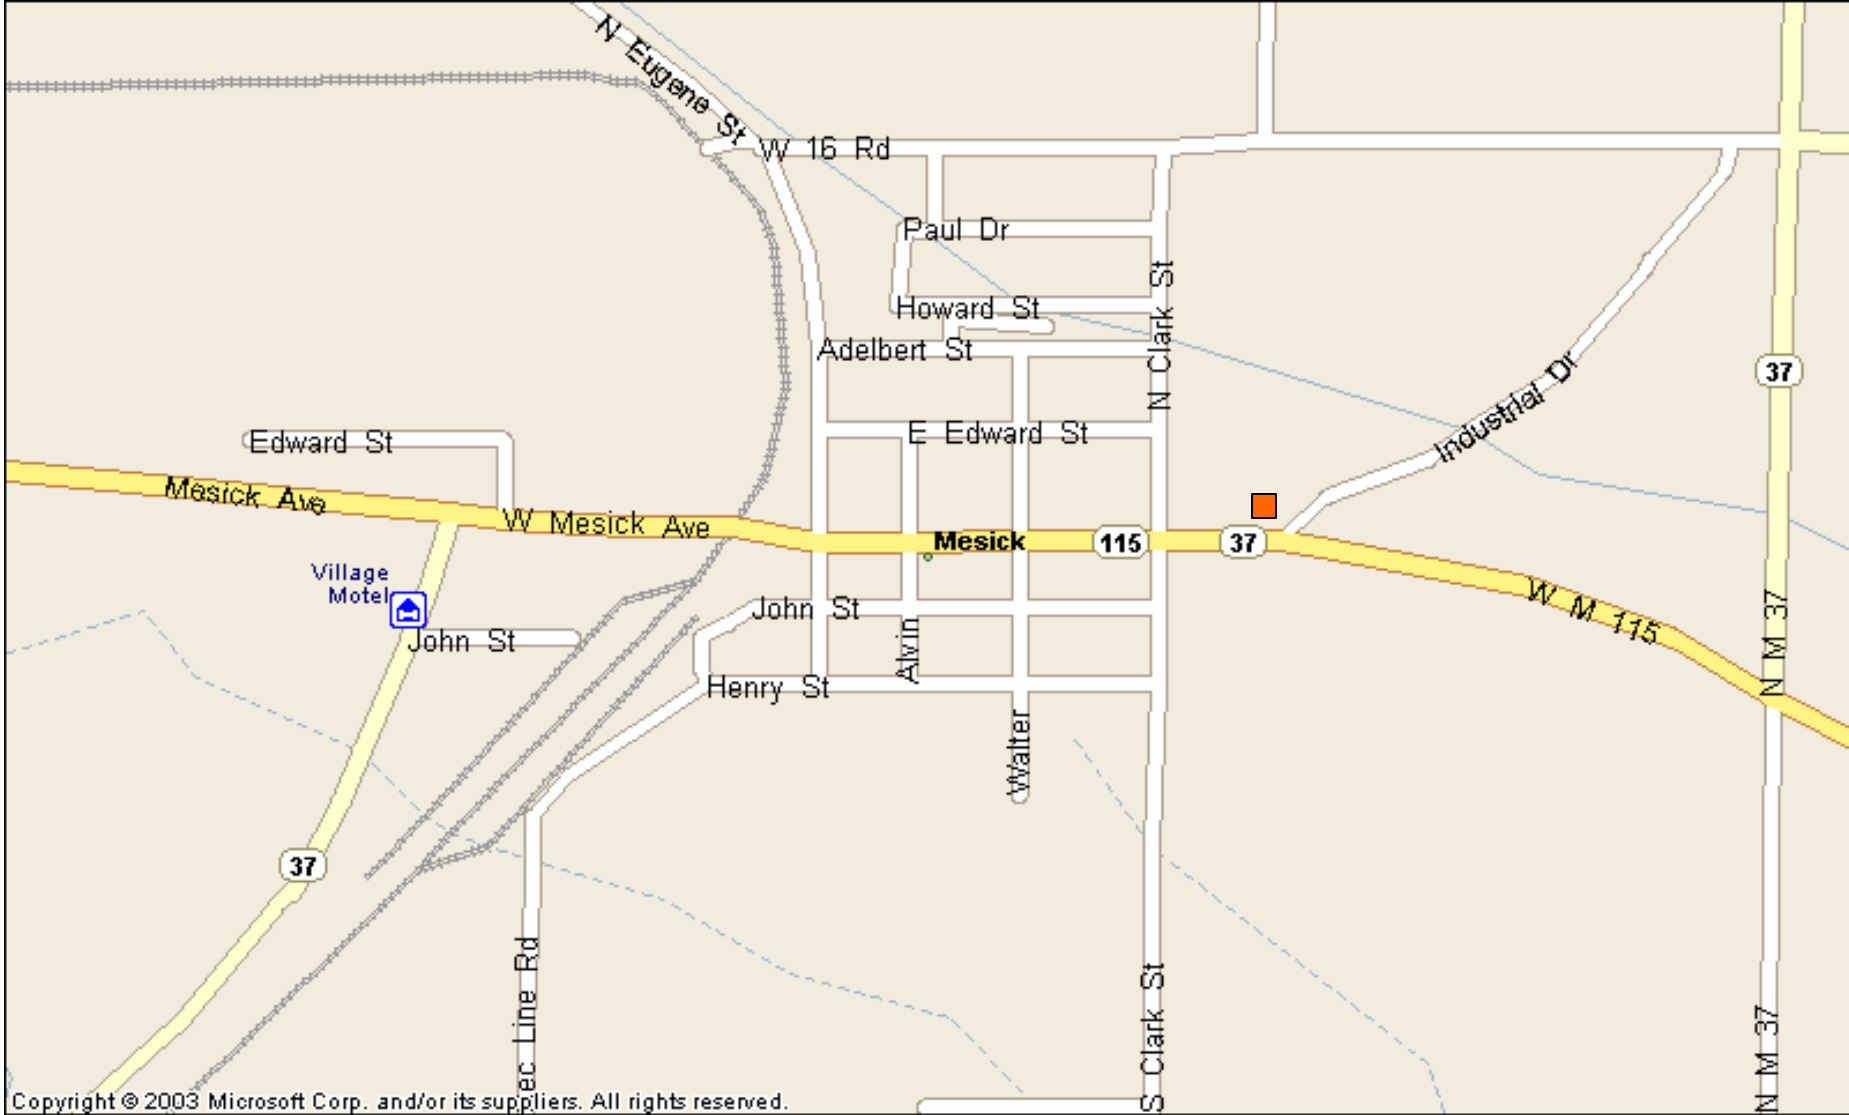 N Eugene St
W 16 Rd
Paul Dr
N Clark St
Howard St
Adelbert St
Industrial Dr
37
E Edward St
Edward St
Mesick Ave
W Mesick Ave
Mesick
115
37
Village
Motel
John St
W M 115
N M 37
John St
Alvin
Henry St
Walter
37
ec Line Rd
S Clark St
N M 37
Copyright © 2003 Microsoft Corp. and/or its suppliers. All rights reserved.